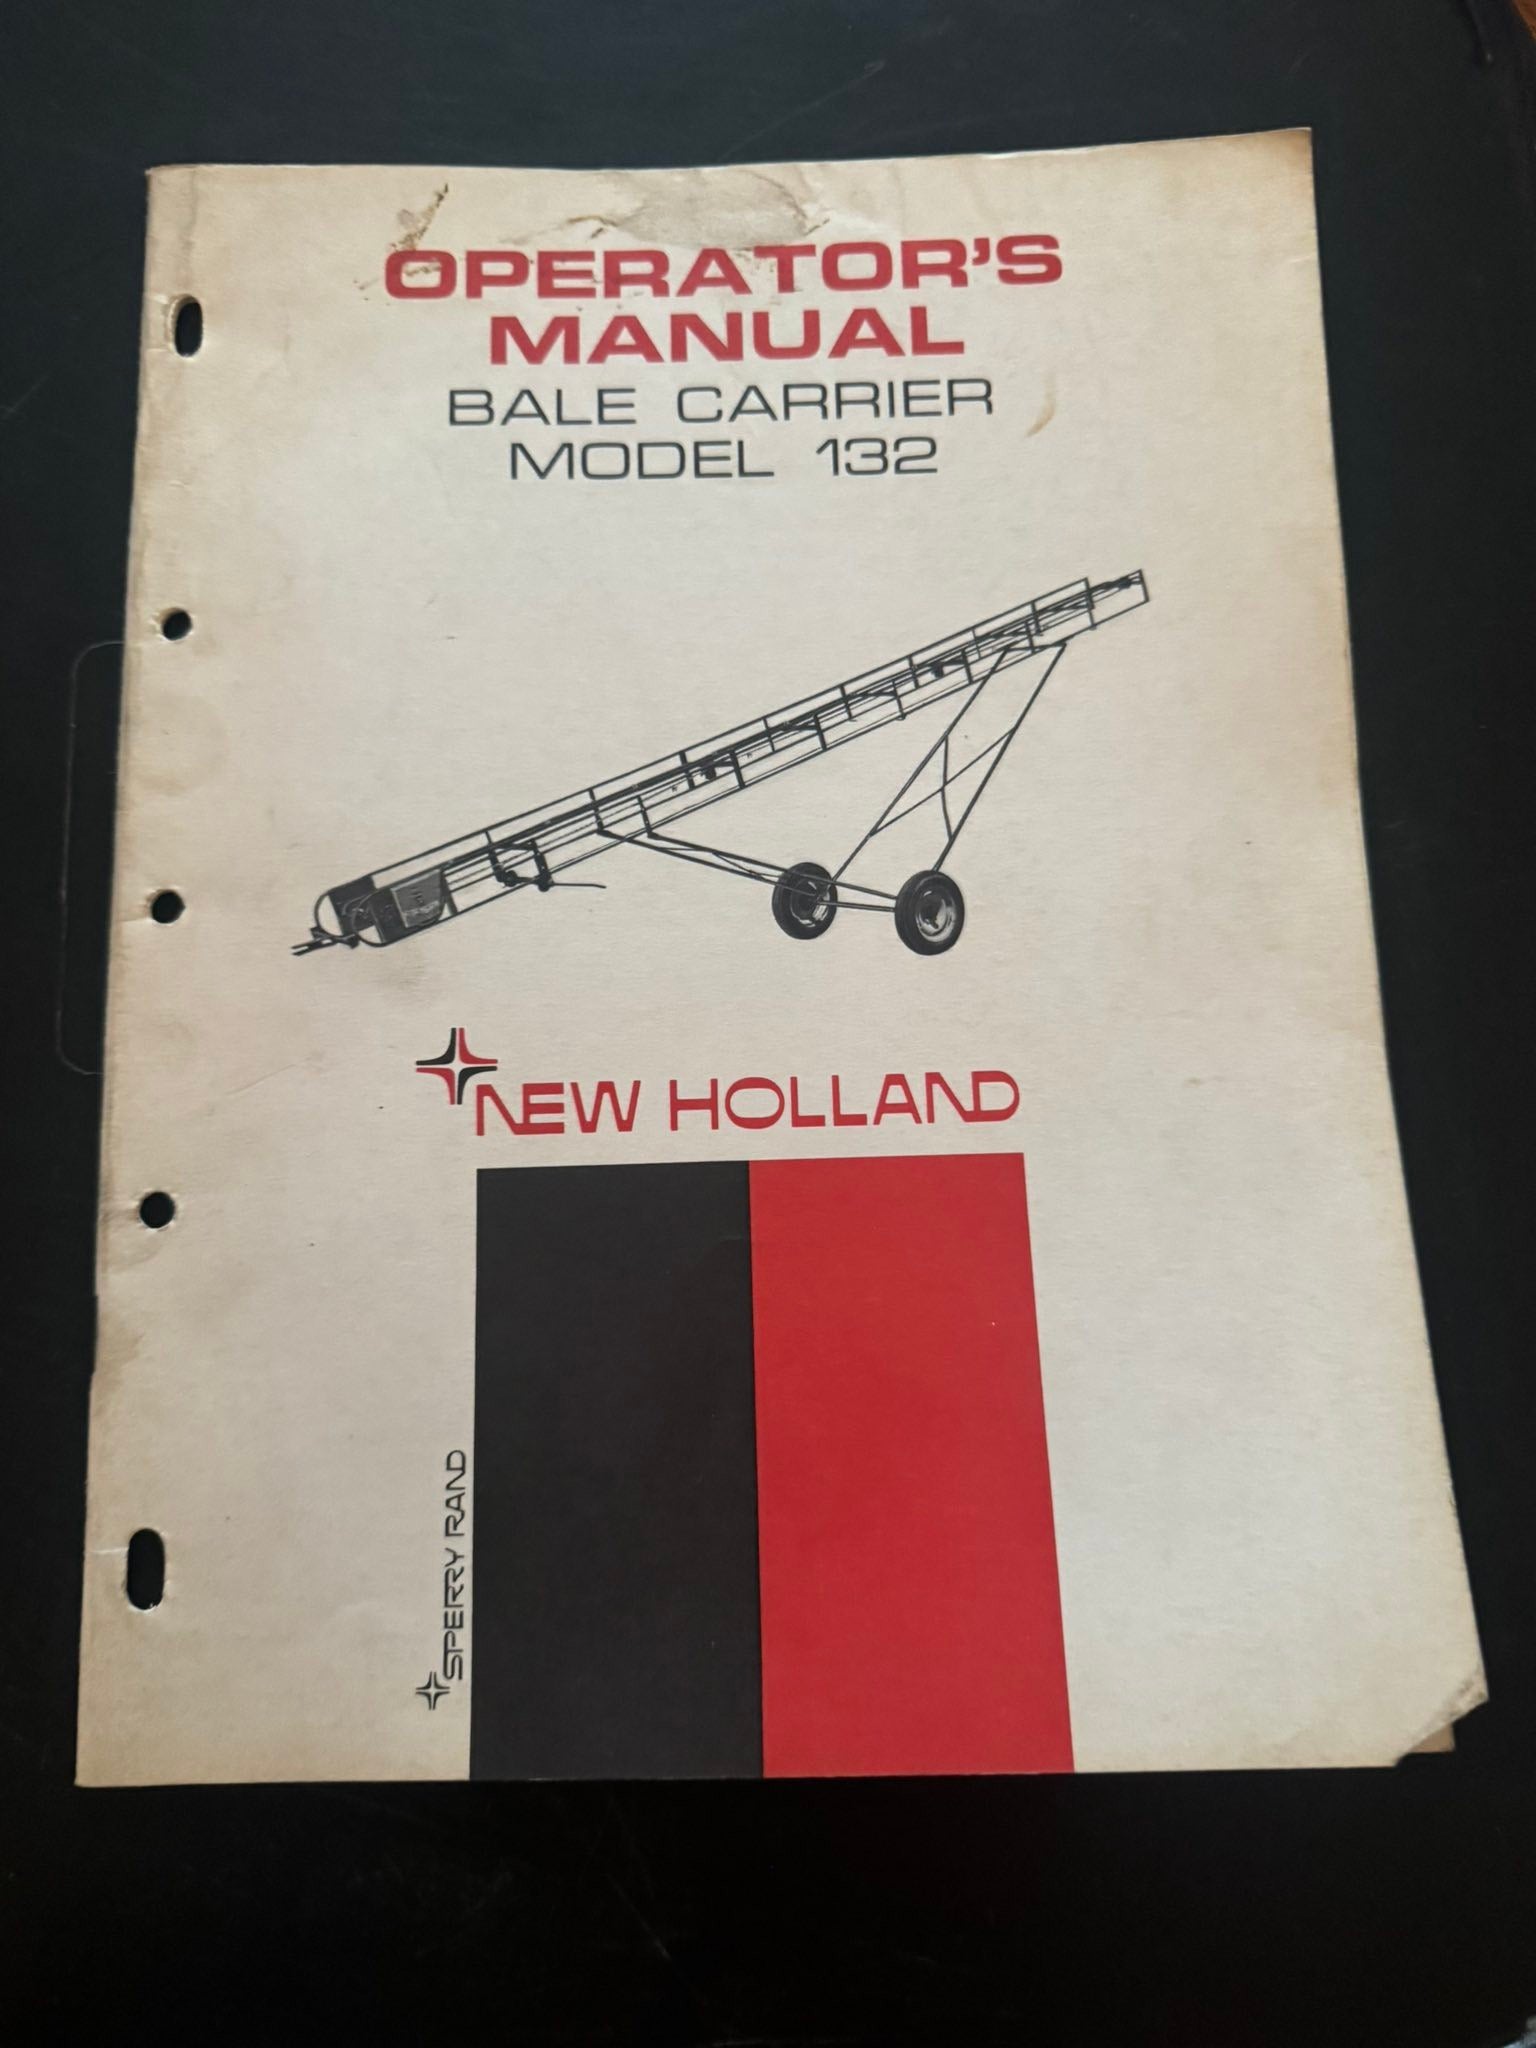 OPERATOR'S
MANUAL
BALE CARRIER
MODEL 132
NEW HOLLAND
SPERRY RAND